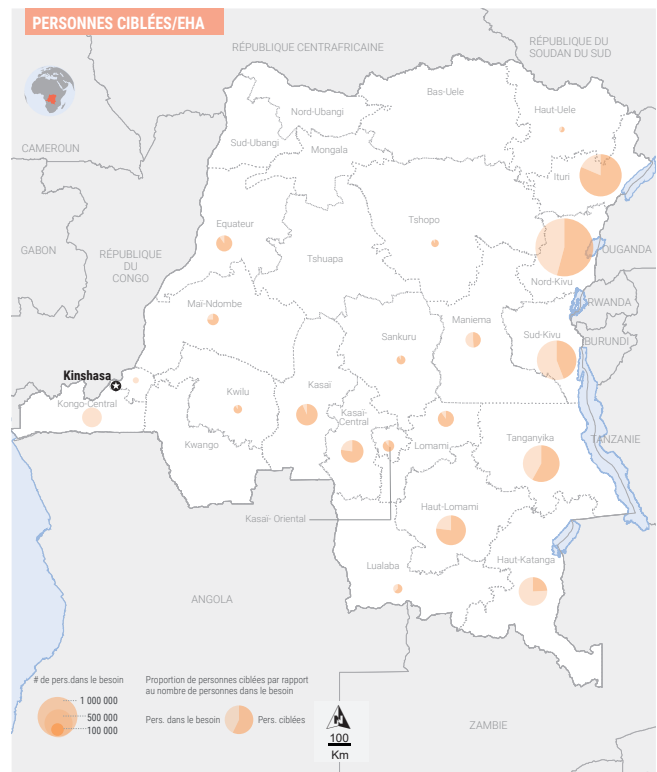 PERSONNES CIBLÉES/EHA
RÉPUBLIQUE CENTRAFRICAINE
RÉPUBLIQUE DU
SOUDAN DU SUD
CAMEROUN
Nord-Ubangi
Bas-Uele
Haut-Uele
Sud-Ubangi
Mongala
Ituri
GABON
RÉPUBLIQUE
DU
CONGO
Equateur
Tshuapa
Tshopo
OUGANDA
Nord-Kivu
RWANDA
Maï-Ndombe
Sankuru
Maniema
Sud-Kivu
BURUNDI
Kinshasa
Kongo-Central
Kwilu
Kasaï
Kasaï-
Central
Kwango
Lomami
Tanganyika
TANZANIE
Kasaï- Oriental
Haut-Lomami
Lualaba
Haut-Katanga
ANGOLA
ZAMBIE
# de pers.dans le besoin
1 000 000
500 000
100 000
Proportion de personnes ciblées par rapport
au nombre de personnes dans le besoin
Pers. dans le besoin
Pers. ciblées
N
100
Km